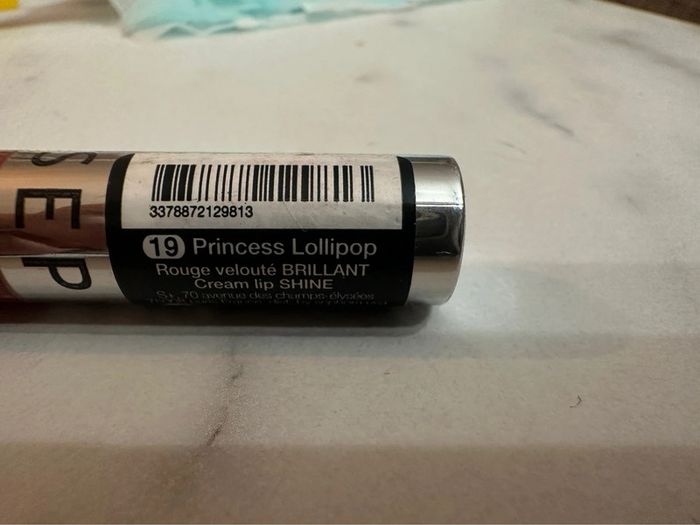 SEP
3378872129813
19 Princess Lollipop
Rouge velouté BRILLANT
Cream lip SHINE
70 avenue des champs-élysées